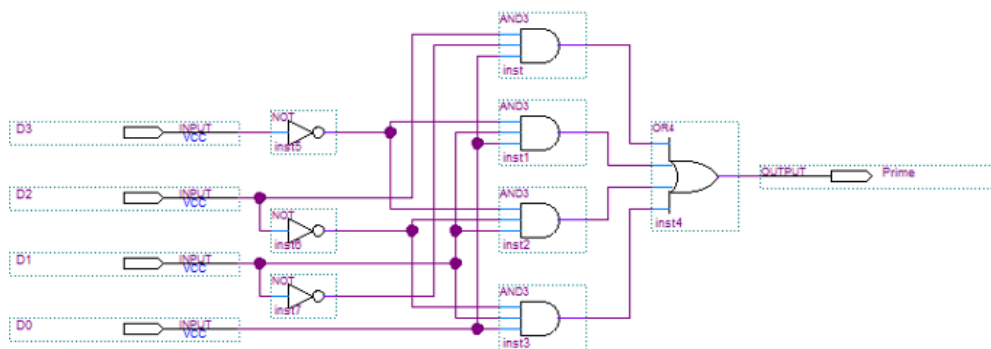 AND3
inst
AND3
inst1
D3
INPUT
VCC
NOT
inst5
OR4
inst4
OUTPUT
Prime
D2
INPUT
VCC
NOT
inst6
AND3
inst2
D1
INPUT
VCC
NOT
inst7
AND3
inst3
D0
INPUT
VCC